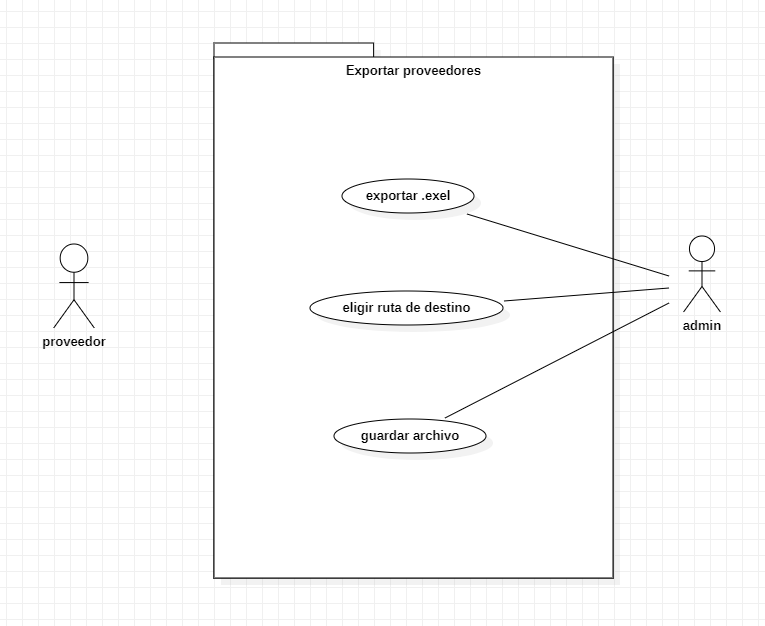 Exportar proveedores
exportar .exel
eligir ruta de destino
guardar archivo
proveedor
admin